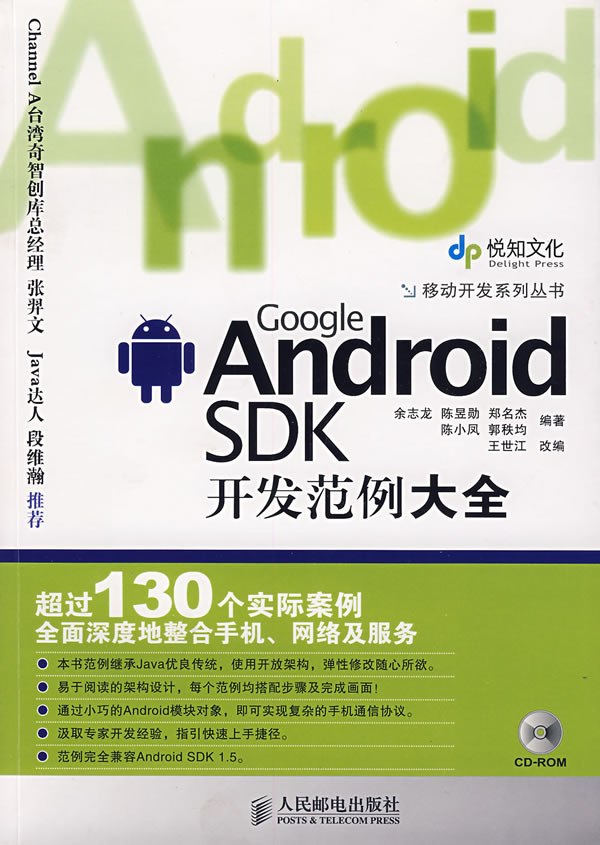 Android
Channel A台湾奇智创库总经理 张羿文 Java达人 段维瀚 推荐
dp 悦知文化
Delight Press
移动开发系列丛书
Google
Android
SDK
余志龙 陈昱勋 郑名杰
陈小凤 郭秩均 编著
王世江 改编
开发范例大全
超过130个实际案例
全面深度地整合手机、网络及服务
● 本书范例继承Java优良传统，使用开放架构，弹性修改随心所欲。
● 易于阅读的架构设计，每个范例均搭配步骤及完成画面！
● 通过小巧的Android模块对象，即可实现复杂的手机通信协议。
● 汲取专家开发经验，指引快速上手捷径。
● 范例完全兼容Android SDK 1.5。
CD-ROM
人民邮电出版社
POSTS & TELECOM PRESS